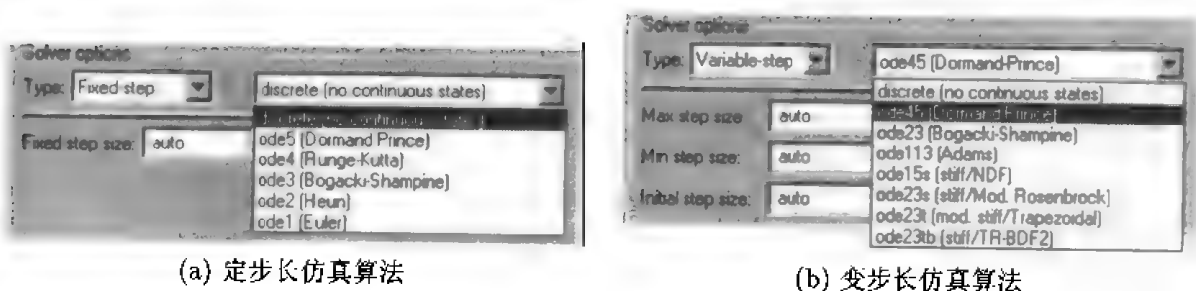 Solver options
Type: Fixed-step
discrete (no continuous states)
Fixed step size: auto
ode5 (Dormand-Prince)
ode4 (Runge-Kutta)
ode3 (Bogacki-Shampine)
ode2 (Heun)
ode1 (Euler)
(a) 定步长仿真算法
Solver options
Type: Variable-step
ode45 (Dormand-Prince)
discrete (no continuous states)
ode45 (Dormand-Prince)
Max step size auto
ode23 (Bogacki-Shampine)
ode113 (Adams)
Min step size: auto
ode15s (stiff/NDF)
ode23s (stiff/Mod. Rosenbrock)
Initial step size: auto
ode23t (mod. stiff/Trapezoidal)
ode23tb (stiff/TR-BDF2)
(b) 变步长仿真算法